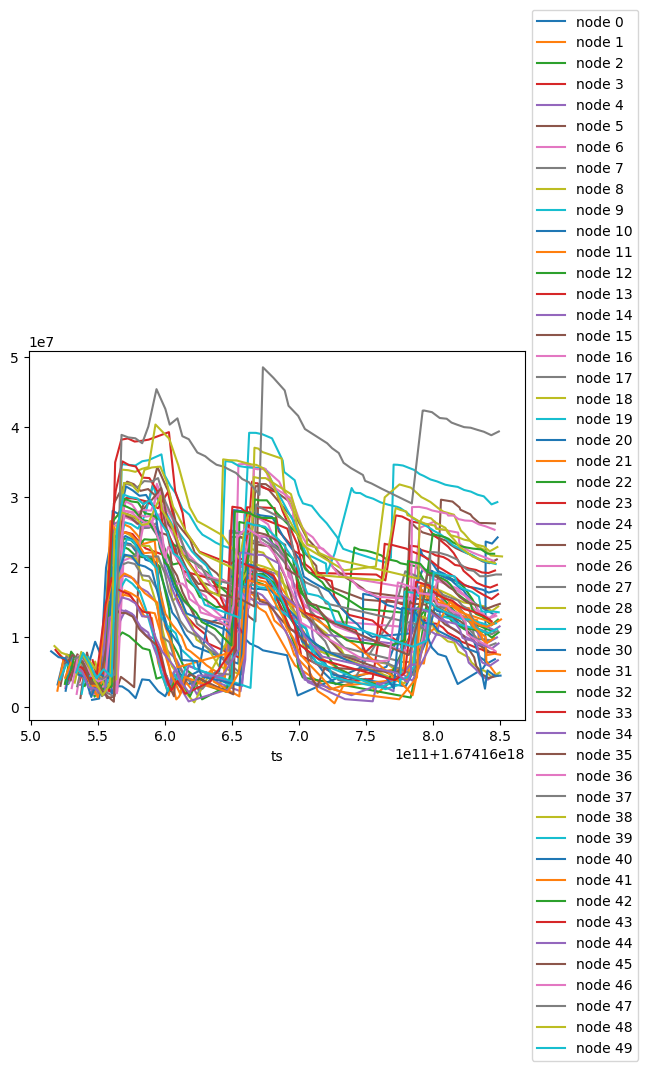 1e7
5
4
3
2
1
0
5.0 5.5 6.0 6.5 7.0 7.5 8.0 8.5
1e11+1.67416e18
ts
node 0
node 1
node 2
node 3
node 4
node 5
node 6
node 7
node 8
node 9
node 10
node 11
node 12
node 13
node 14
node 15
node 16
node 17
node 18
node 19
node 20
node 21
node 22
node 23
node 24
node 25
node 26
node 27
node 28
node 29
node 30
node 31
node 32
node 33
node 34
node 35
node 36
node 37
node 38
node 39
node 40
node 41
node 42
node 43
node 44
node 45
node 46
node 47
node 48
node 49